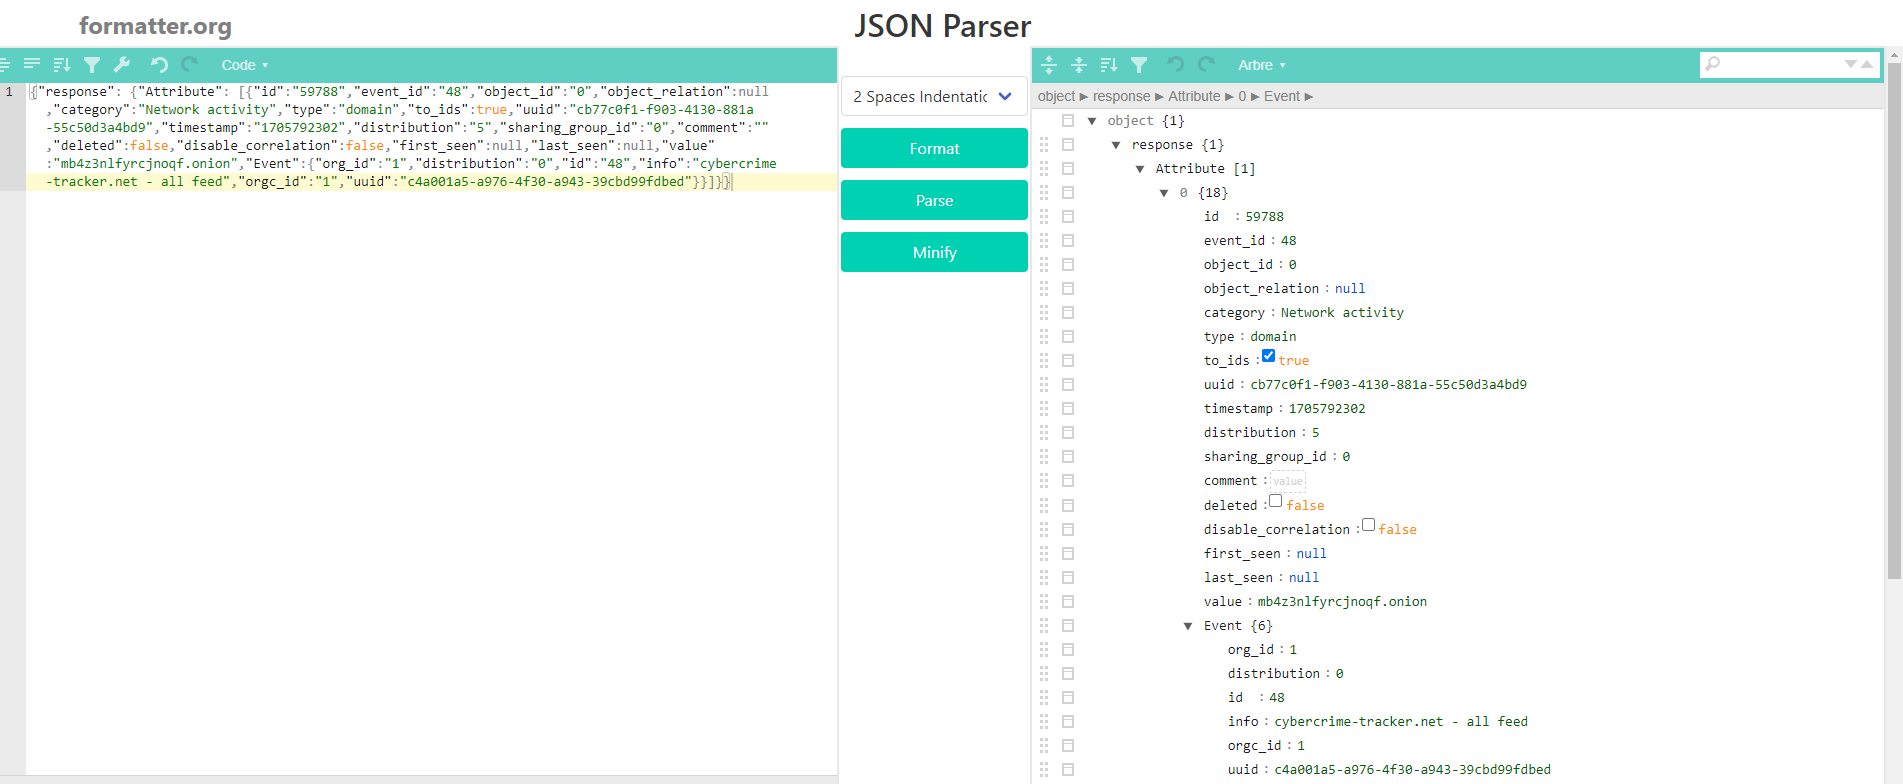 formatter.org
JSON Parser
Code
1
{"response": {"Attribute": [{"id":"59788","event_id":"48","object_id":"0","object_relation":null
,"category":"Network activity","type":"domain","to_ids":true,"uuid":"cb77c0f1-f903-4130-881a
-55c50d3a4bd9","timestamp":"1705792302","distribution":"5","sharing_group_id":"0","comment":""
,"deleted":false,"disable_correlation":false,"first_seen":null,"last_seen":null,"value"
:"mb4z3nlfyrcjnoqf.onion","Event":{"org_id":"1","distribution":"0","id":"48","info":"cybercrime
-tracker.net - all feed","orgc_id":"1","uuid":"c4a001a5-a976-4f30-a943-39cbd99fdbed"}}]}}
2 Spaces Indentatic
Format
Parse
Minify
Arbre
object ► response ► Attribute ► 0 ► Event ►
object {1}
response {1}
Attribute [1]
0 {18}
id : 59788
event_id : 48
object_id : 0
object_relation : null
category : Network activity
type : domain
to_ids : true
uuid : cb77c0f1-f903-4130-881a-55c50d3a4bd9
timestamp : 1705792302
distribution : 5
sharing_group_id : 0
comment : value
deleted : false
disable_correlation : false
first_seen : null
last_seen : null
value : mb4z3nlfyrcjnoqf.onion
Event {6}
org_id : 1
distribution : 0
id : 48
info : cybercrime-tracker.net - all feed
orgc_id : 1
uuid : c4a001a5-a976-4f30-a943-39cbd99fdbed